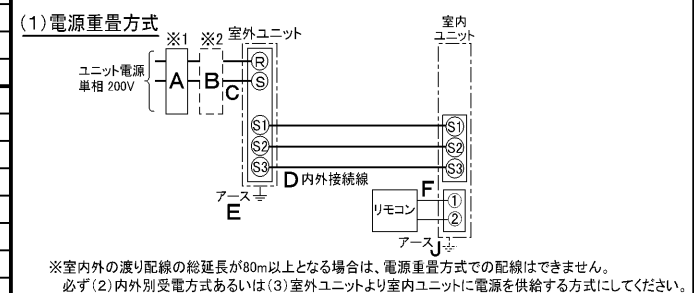 (1)電源重畳方式
※1 ※2 室外ユニット
室内
ユニット
ユニット電源
単相 200V
A B C
R
S
S1 S1
S2 S2
S3 S3
D 内外接続線
アース
E
リモコン
F
①
②
アース J
※室内外の渡り配線の総延長が80m以上となる場合は、電源重畳方式での配線はできません。
必ず(2)内外別受電方式あるいは(3)室外ユニットより室内ユニットに電源を供給する方式にしてください。